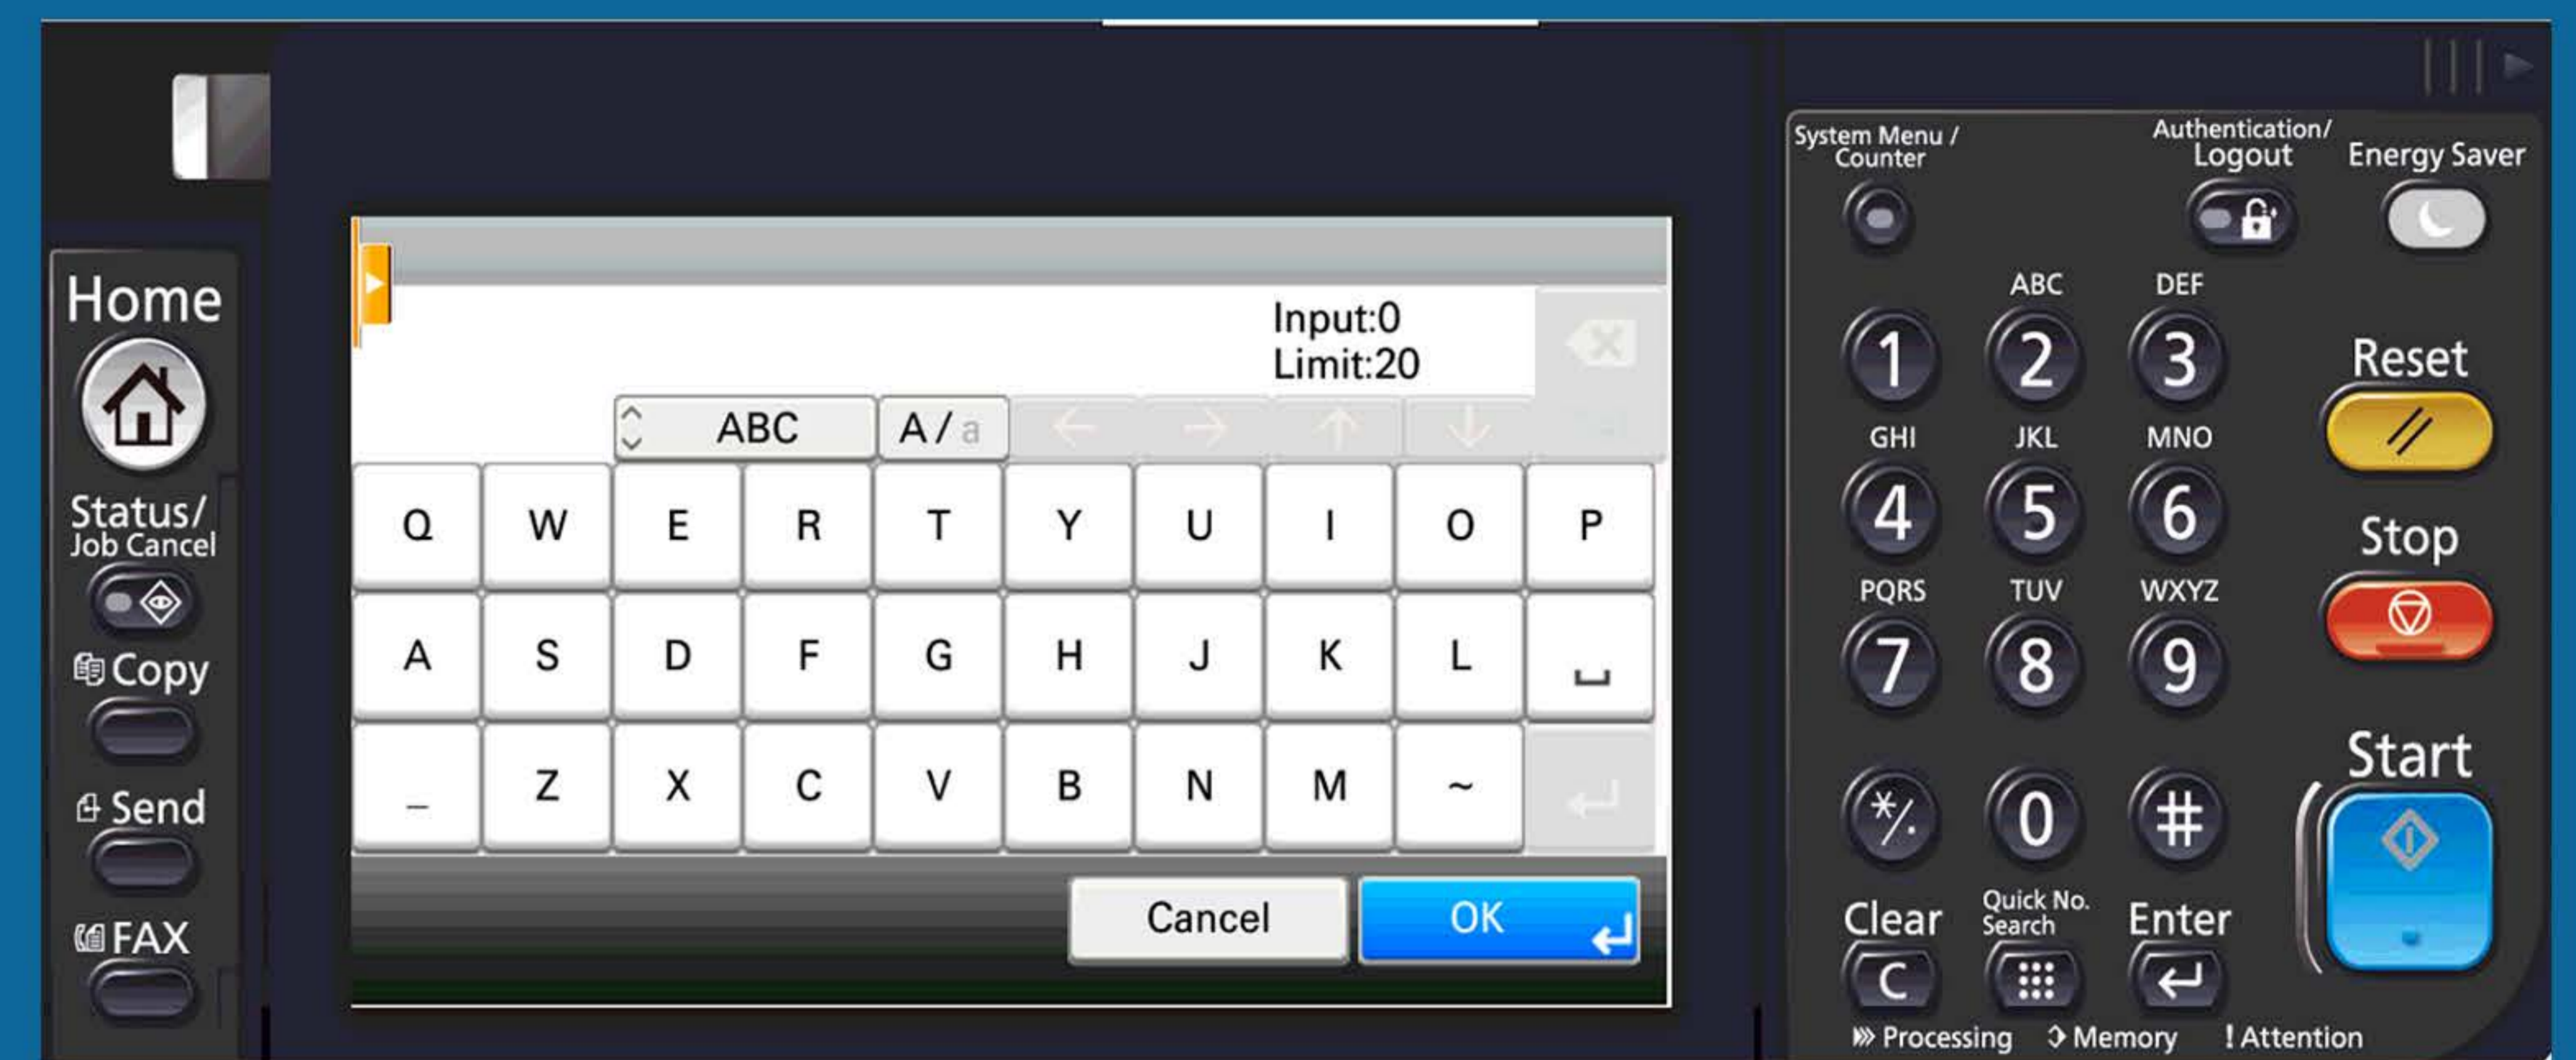 Home
Status/
Job Cancel
Copy
Send
FAX
Input:0
Limit:20
ABC
A/a
Q W E R T Y U I O P
A S D F G H J K L
_ Z X C V B N M ~
Cancel
OK
System Menu /
Counter
Authentication/
Logout
Energy Saver
ABC DEF
1 2 3
Reset
GHI JKL MNO
4 5 6
Stop
PQRS TUV WXYZ
7 8 9
Start
*/. 0 #
Clear
Quick No.
Search
Enter
C
Processing
Memory
! Attention